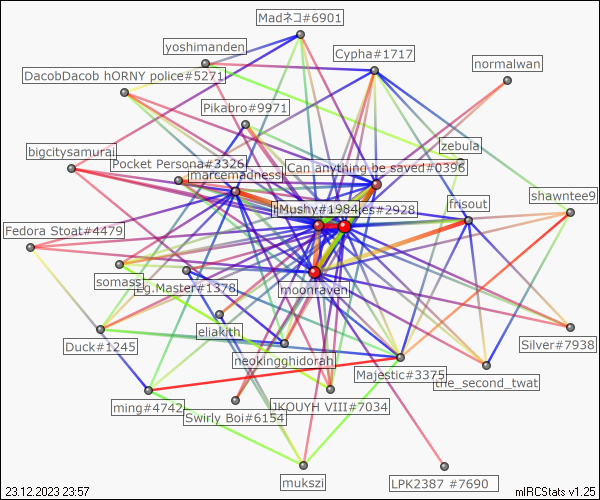 Madネコ#6901
yoshimanden
Cypha#1717
normalwan
DacobDacob hORNY police#5271
Pikabro#9971
zebula
bigcitysamurai
Pocket Persona#3326
Can anything be saved#0396
marcemadness
shawntee9
frisout
Mushy#1984
es#2928
Fedora Stoat#4479
somass
Eg.Master#1378
moonraven
eliakith
Duck#1245
neokingghidorah
Silver#7938
Majestic#3375
the_second_twat
ming#4742
Swirly Boi#6154
JKOUYH VIII#7034
mukszi
LPK2387 #7690
23.12.2023 23:57
mIRCStats v1.25